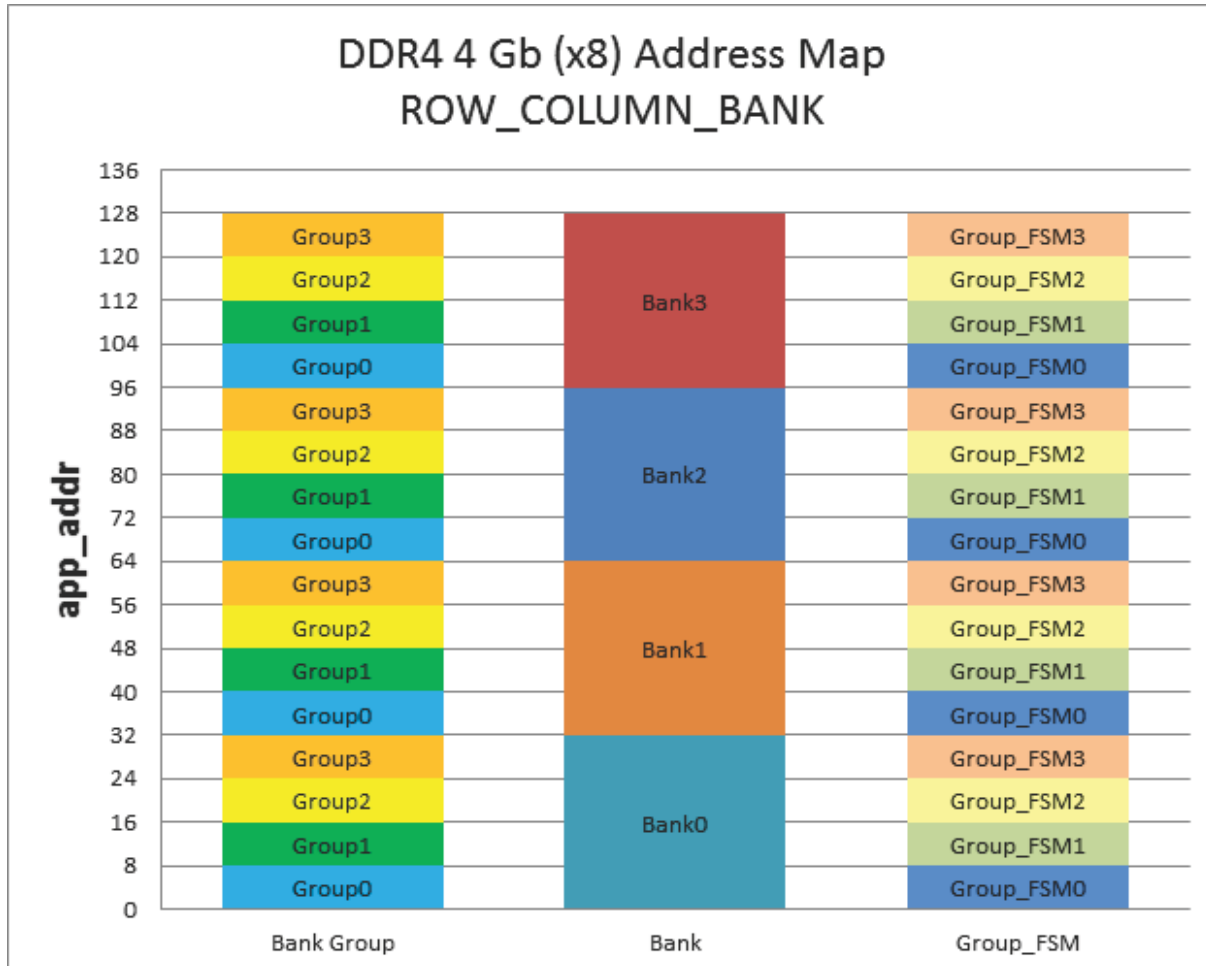 DDR4 4 Gb (x8) Address Map
ROW_COLUMN_BANK
app_addr
136
128
Group3 Bank3 Group_FSM3
120
Group2 Group_FSM2
112
Group1 Group_FSM1
104
Group0 Group_FSM0
96
Group3 Bank2 Group_FSM3
88
Group2 Group_FSM2
80
Group1 Group_FSM1
72
Group0 Group_FSM0
64
Group3 Bank1 Group_FSM3
56
Group2 Group_FSM2
48
Group1 Group_FSM1
40
Group0 Group_FSM0
32
Group3 Bank0 Group_FSM3
24
Group2 Group_FSM2
16
Group1 Group_FSM1
8
Group0 Group_FSM0
0
Bank Group Bank Group_FSM